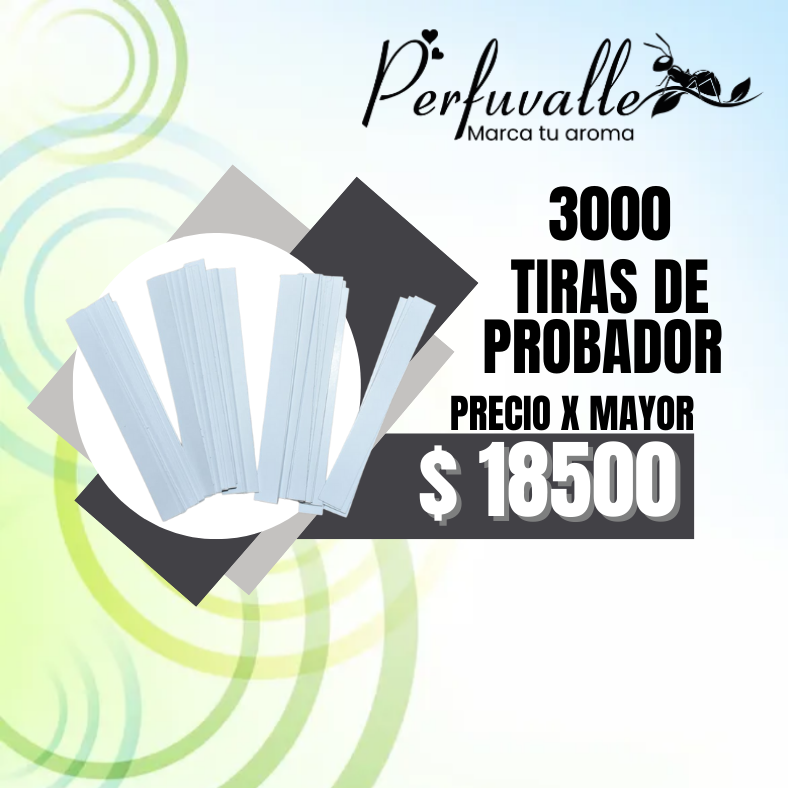 Perfuvalle
Marca tu aroma
3000
TIRAS DE
PROBADOR
PRECIO X MAYOR
$ 18500